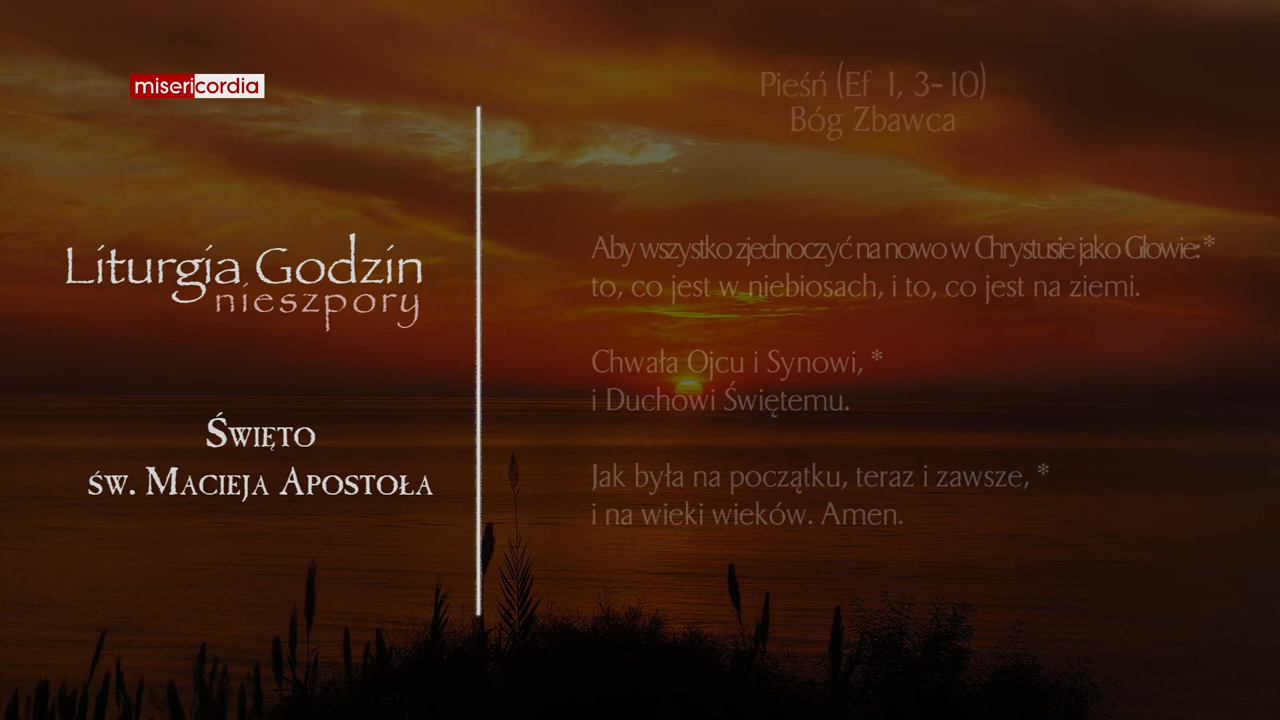 misericordia
Liturgia Godzin
nieszpory
Święto
św. Macieja Apostoła
Pieśń (Ef 1, 3-10)
Bóg Zbawca
Aby wszystko zjednoczyć na nowo w Chrystusie jako Głowie: *
to, co jest w niebiosach, i to, co jest na ziemi.
Chwała Ojcu i Synowi, *
i Duchowi Świętemu.
Jak była na początku, teraz i zawsze, *
i na wieki wieków. Amen.